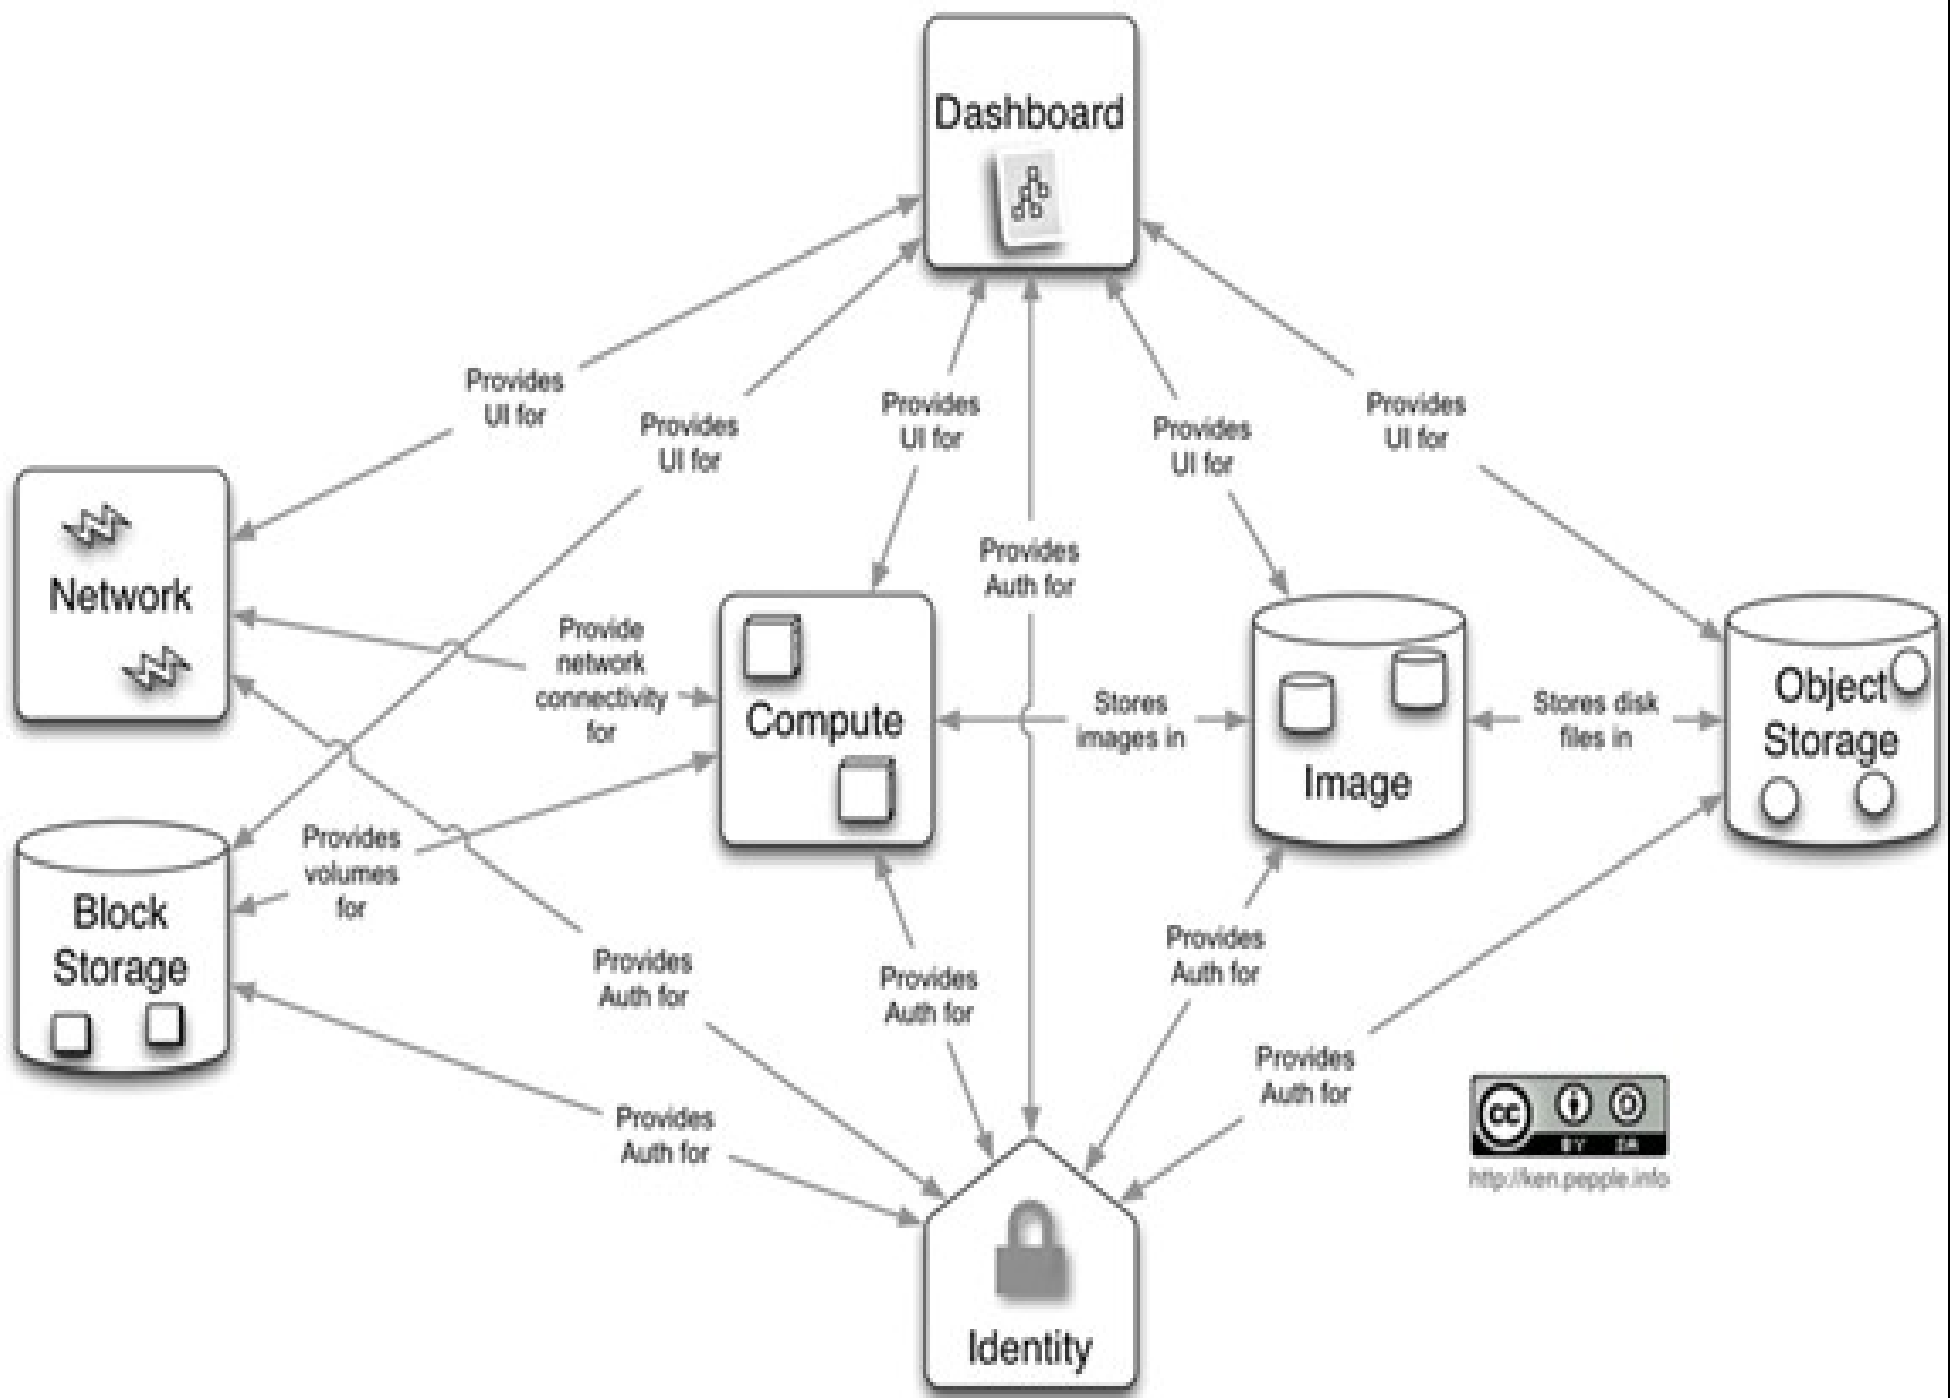 Dashboard
Provides
UI for
Provides
UI for
Provides
UI for
Provides
UI for
Provides
UI for
Network
Provides
Auth for
Provide
network
connectivity
for
Compute
Stores
images in
Image
Stores disk
files in
Object
Storage
Provides
volumes
for
Block
Storage
Provides
Auth for
Provides
Auth for
Provides
Auth for
Provides
Auth for
Provides
Auth for
cc
BY SA
http://ken.pepple.info
Identity